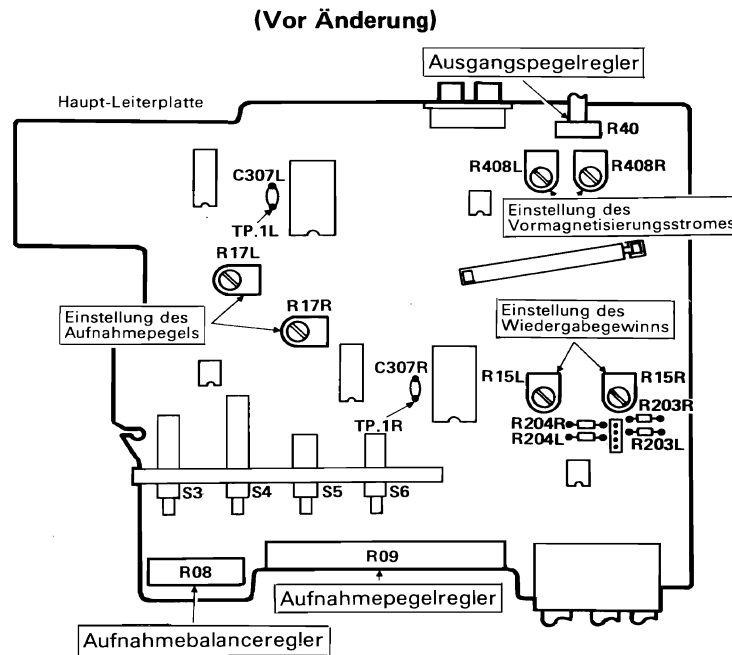 (Vor Änderung)
Ausgangspegelregler
Haupt-Leiterplatte
R40
R408L
R408R
C307L
TP.1L
Einstellung des
Vormagnetisierungsstromes
R17L
Einstellung des
Aufnahmepegels
R17R
Einstellung des
Wiedergabegewinns
C307R
R15L
R15R
TP.1R
R203R
R204R
R204L
R203L
S3
S4
S5
S6
R09
R08
Aufnahmepegelregler
Aufnahmebalanceregler